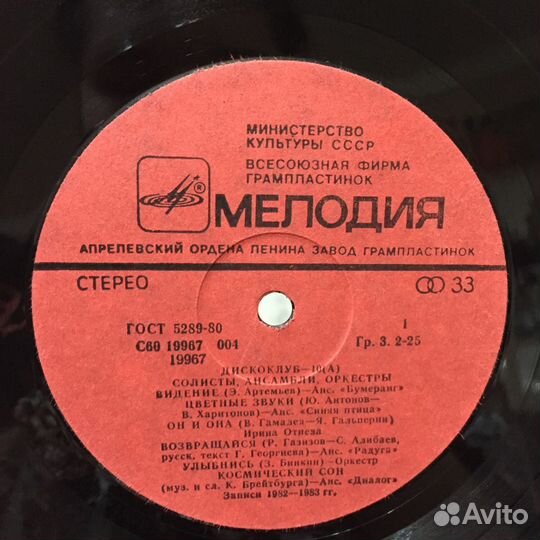 МИНИСТЕРСТВО
КУЛЬТУРЫ СССР
ВСЕСОЮЗНАЯ ФИРМА
ГРАМПЛАСТИНОК
®
МЕЛОДИЯ
АПРЕЛЕВСКИЙ ОРДЕНА ЛЕНИНА ЗАВОД ГРАМПЛАСТИНОК
СТЕРЕО
33
ГОСТ 5289-80
1
С60 19967 004
Гр. 3. 2-25
19967
ДИСКОКЛУБ—10(А)
СОЛИСТЫ, АНСАМБЛИ, ОРКЕСТРЫ
ВИДЕНИЕ (Э. Артемьев)—Анс. «Бумеранг»
ЦВЕТНЫЕ ЗВУКИ (Ю. Антонов—
В. Харитонов)—Анс. «Синяя птица»
ОН И ОНА (В. Гамалея—Я. Гальперин)
Ирина Отиева
ВОЗВРАЩАЙСЯ (Р. Газизов—С. Алибаев,
русск. текст Г. Георгиева)—Анс. «Радуга»
УЛЫБНИСЬ (З. Бинкин)—Оркестр
КОСМИЧЕСКИЙ СОН
(муз. и сл. К. Брейтбурга)—Анс. «Диалог»
Записи 1982—1983 гг.
Avito